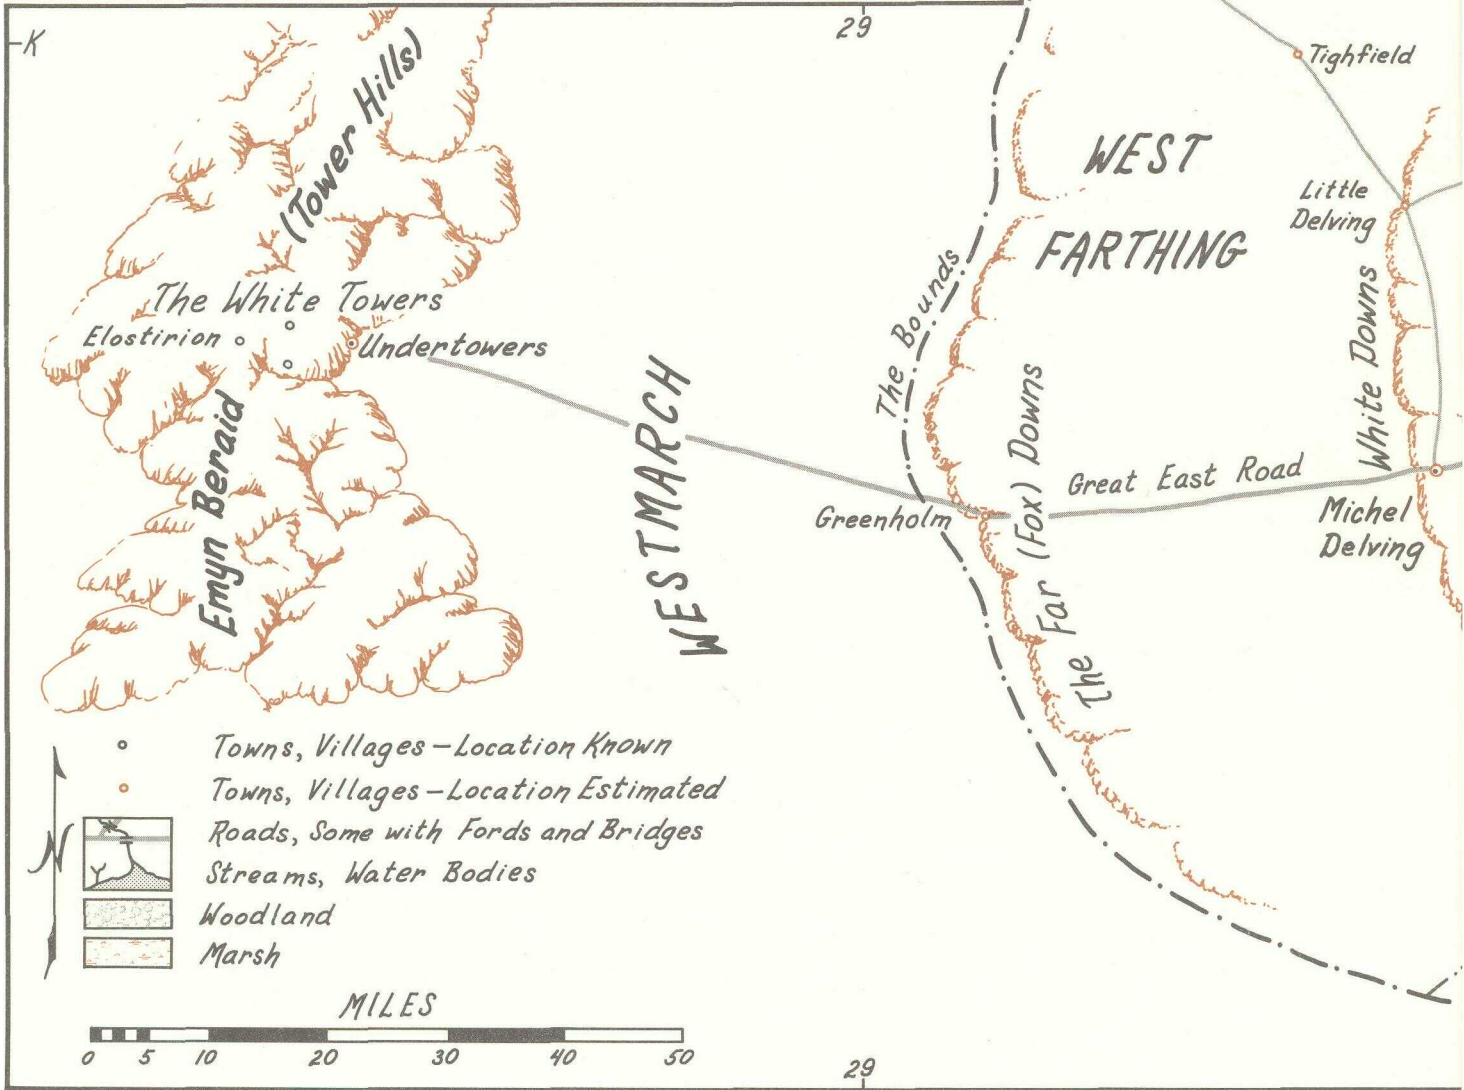 K
29
Tighfield
(Tower Hills)
WEST
FARTHING
Little
Delving
The White Towers
Elostirion
Undertowers
The Bounds
White Downs
Emyn Beraid
WESTMARCH
The Far (Fox) Downs
Great East Road
Greenholm
Michel
Delving
Towns, Villages – Location Known
Towns, Villages – Location Estimated
Roads, Some with Fords and Bridges
Streams, Water Bodies
Woodland
Marsh
N
MILES
0 5 10 20 30 40 50
29